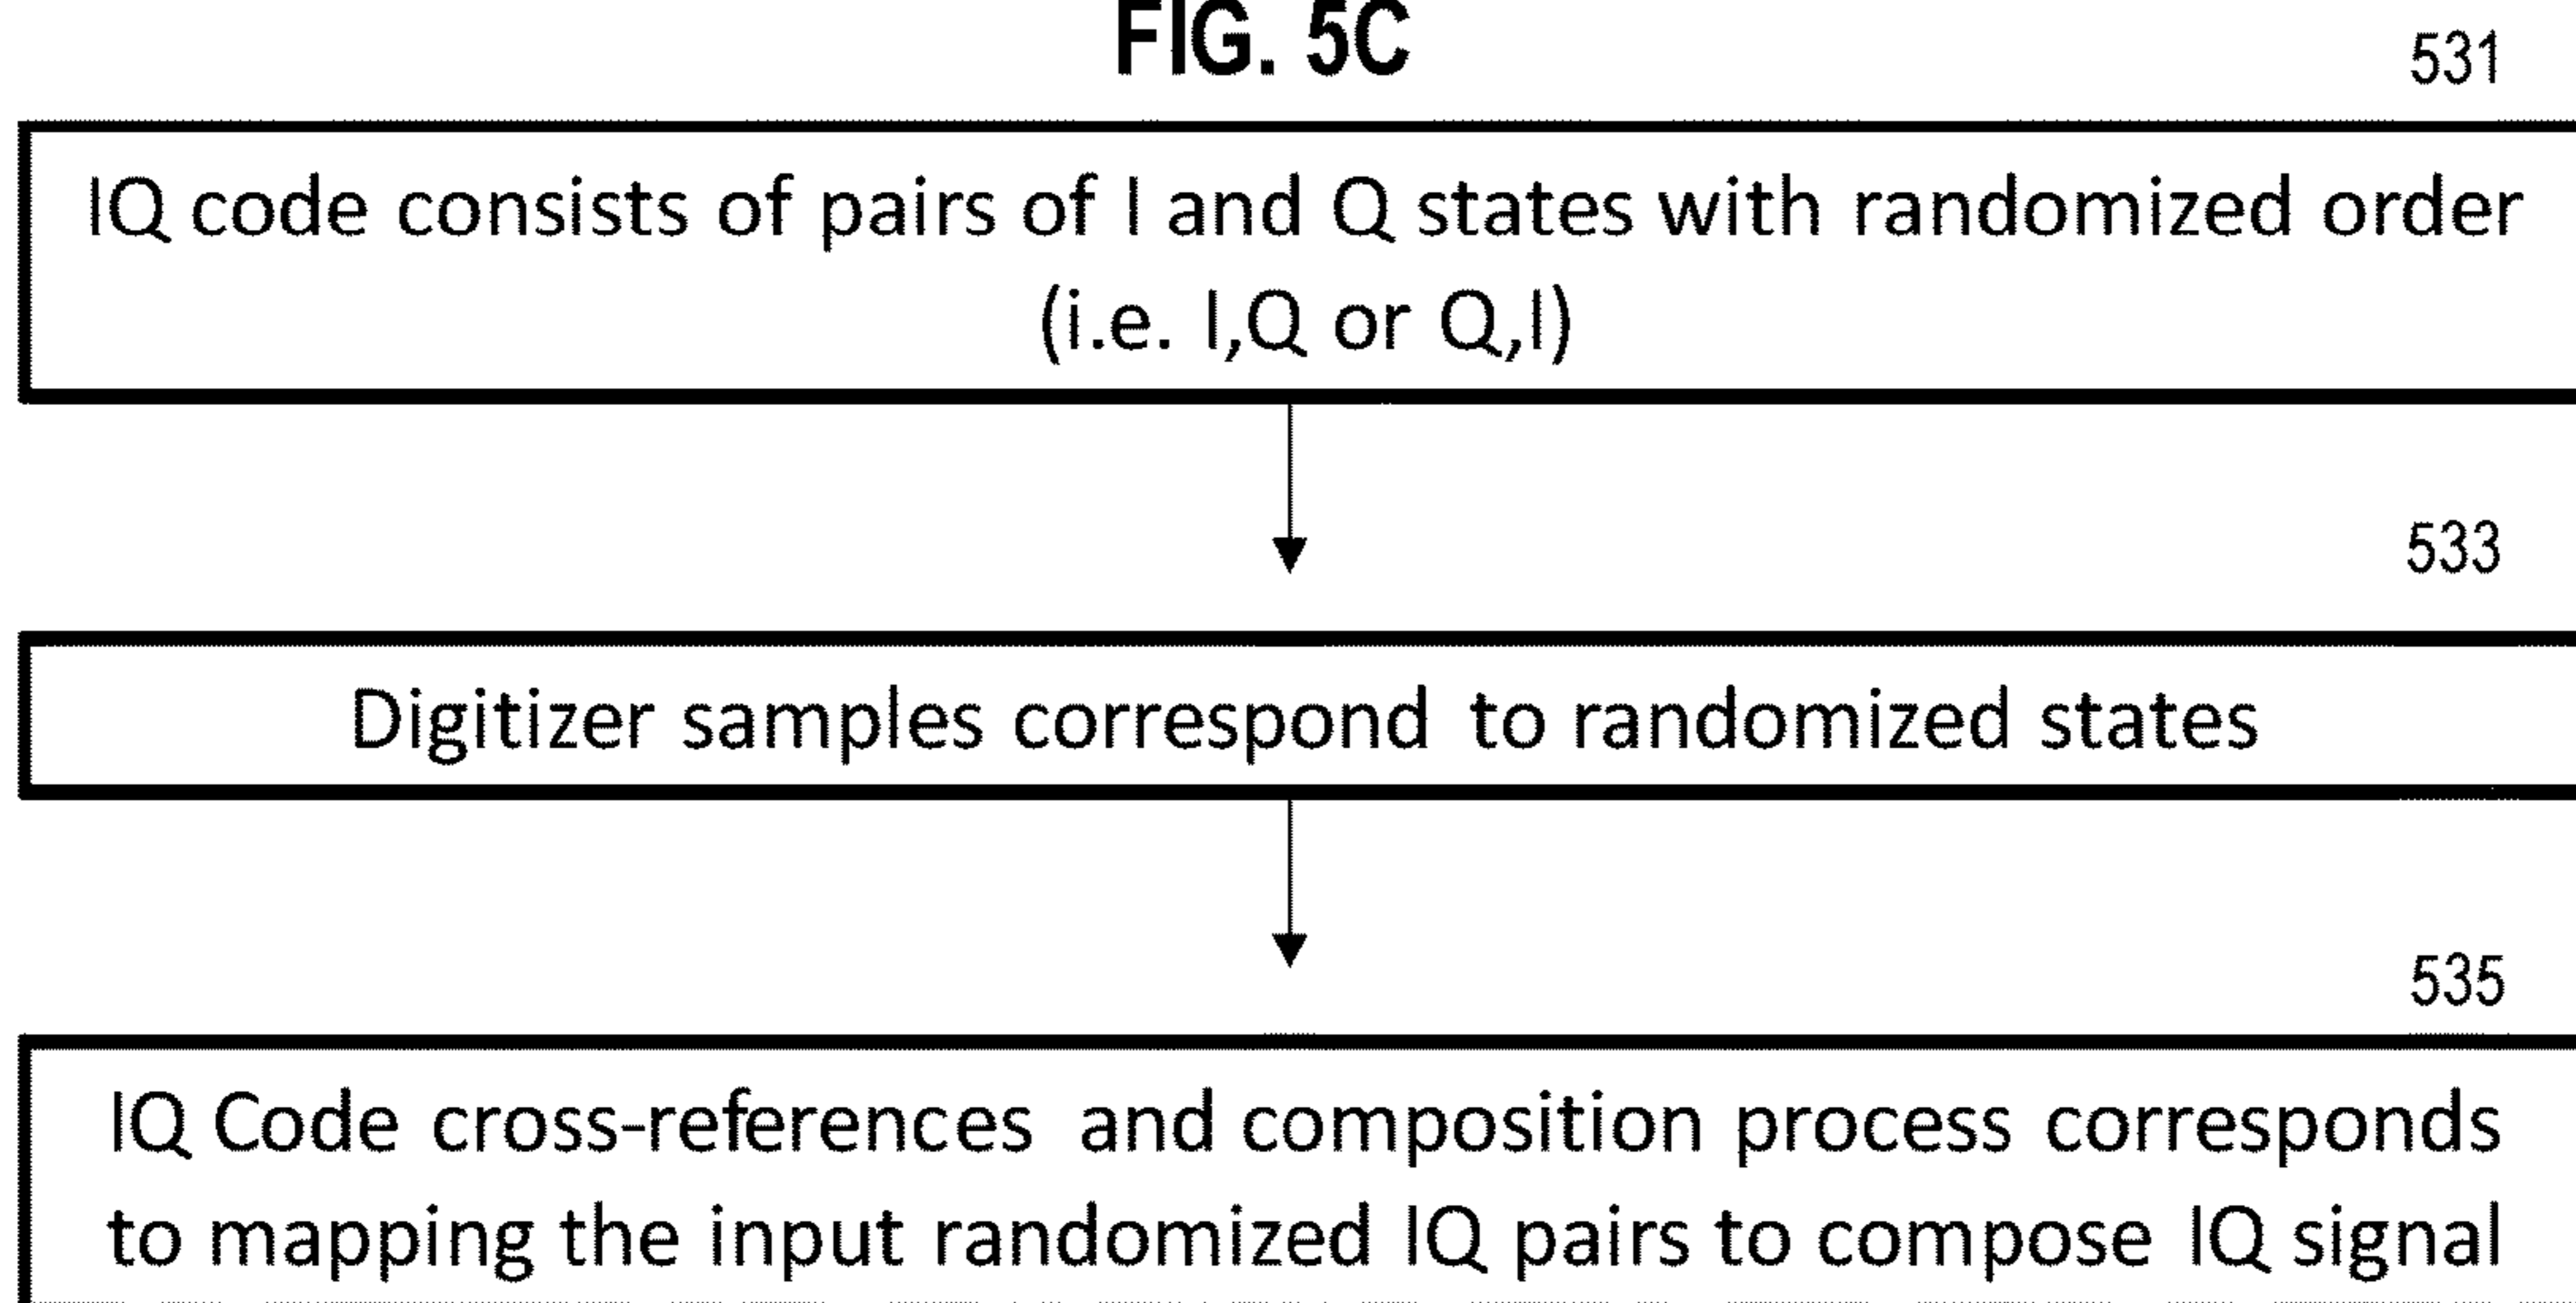 FIG. 5C
531
IQ code consists of pairs of I and Q states with randomized order
(i.e. I,Q or Q,I)
533
Digitizer samples correspond to randomized states
535
IQ Code cross-references and composition process corresponds
to mapping the input randomized IQ pairs to compose IQ signal